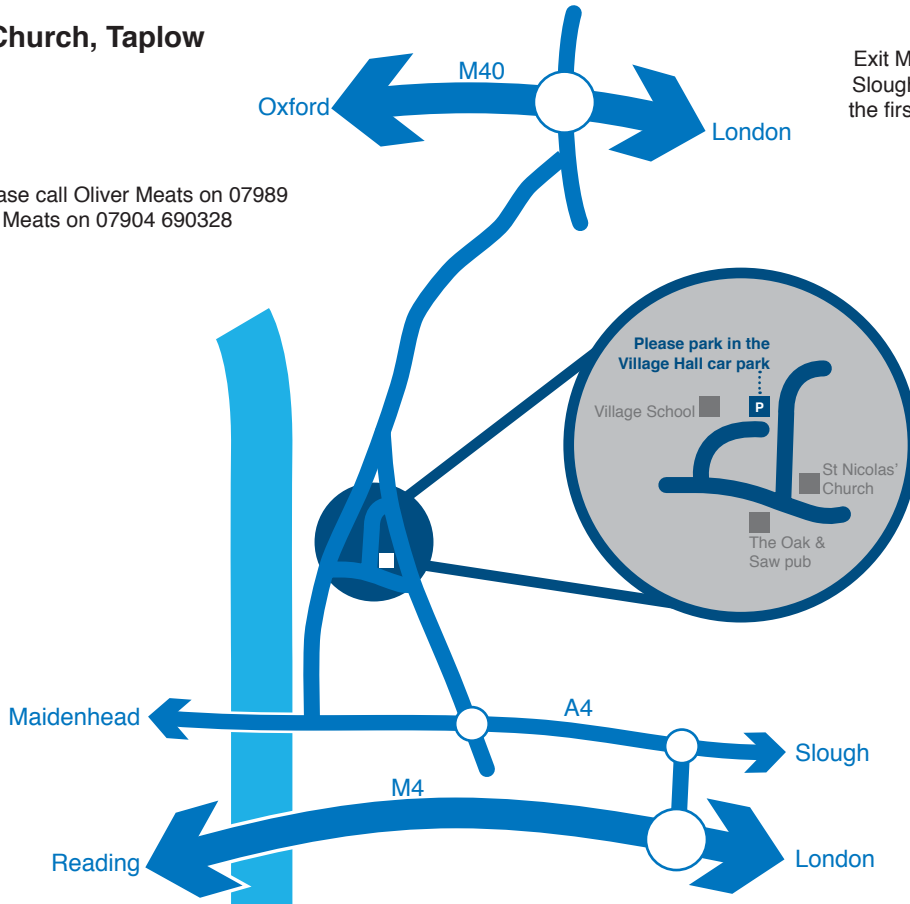 Church, Taplow
M40
Oxford
London
Exit M
Slough
the firs
ase call Oliver Meats on 07989
Meats on 07904 690328
Please park in the
Village Hall car park
P
Village School
St Nicolas'
Church
The Oak &
Saw pub
Maidenhead
A4
Slough
M4
Reading
London